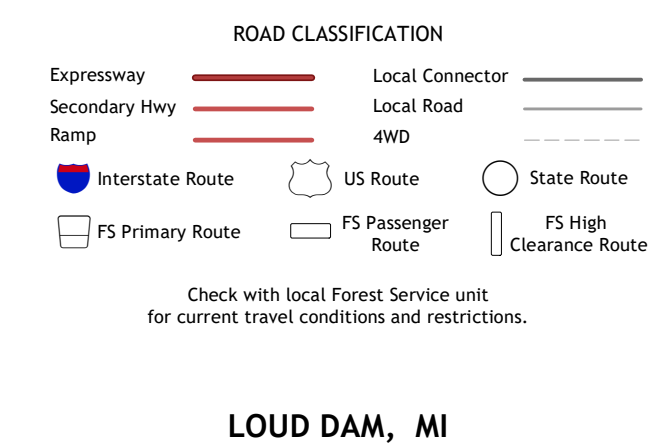 ROAD CLASSIFICATION
Expressway
Local Connector
Secondary Hwy
Local Road
Ramp
4WD
Interstate Route
US Route
State Route
FS Primary Route
FS Passenger
Route
FS High
Clearance Route
Check with local Forest Service unit
for current travel conditions and restrictions.
LOUD DAM, MI